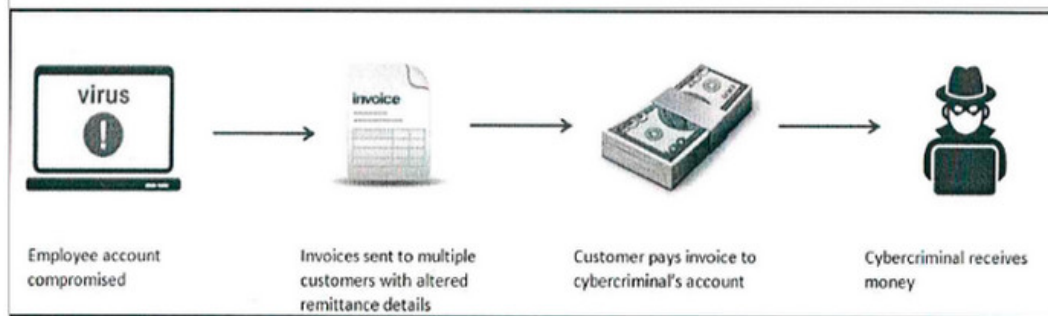 virus
!
invoice
Employee account
compromised
Invoices sent to multiple
customers with altered
remittance details
Customer pays invoice to
cybercriminal's account
Cybercriminal receives
money